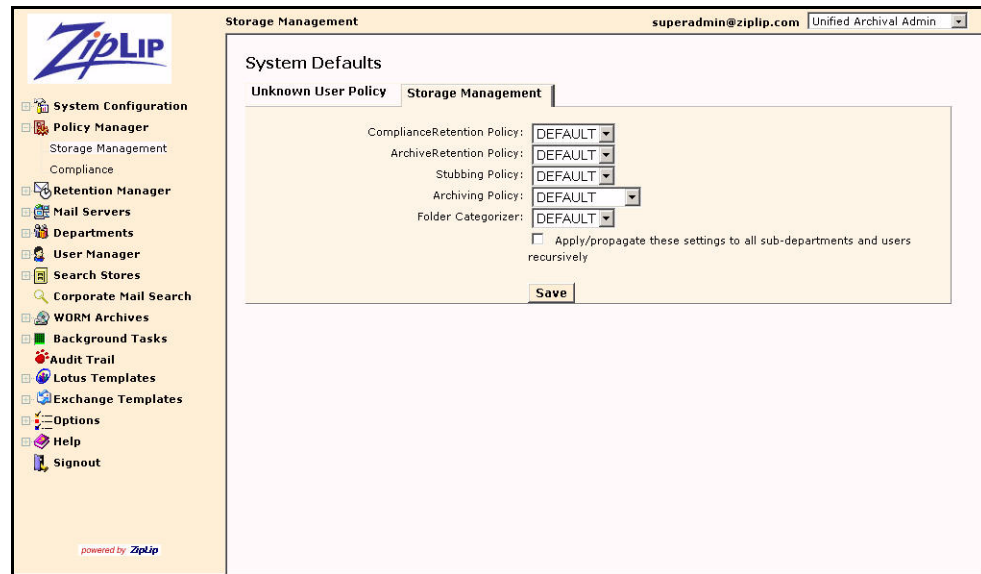 ZipLip
Storage Management
superadmin@ziplip.com
Unified Archival Admin
System Configuration
Policy Manager
Storage Management
Compliance
Retention Manager
Mail Servers
Departments
User Manager
Search Stores
Corporate Mail Search
WORM Archives
Background Tasks
Audit Trail
Lotus Templates
Exchange Templates
Options
Help
Signout
powered by ZipLip
System Defaults
Unknown User Policy
Storage Management
ComplianceRetention Policy: DEFAULT
ArchiveRetention Policy: DEFAULT
Stubbing Policy: DEFAULT
Archiving Policy: DEFAULT
Folder Categorizer: DEFAULT
Apply/propagate these settings to all sub-departments and users
recursively
Save